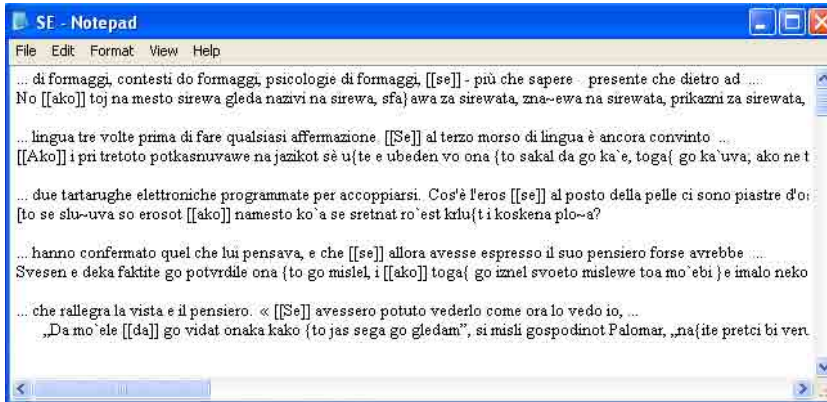 SE - Notepad
File Edit Format View Help
... di formaggi, contesti do formaggi, psicologie di formaggi, [[se]] - più che sapere presente che dietro ad ....
No [[ako]] toj na mesto sirewa gleda nazivi na sirewa, sfa}awa za sirewata, zna~ewa na sirewata, prikazni za sirewata,
... lingua tre volte prima di fare qualsiasi affermazione. [[Se]] al terzo morso di lingua è ancora convinto ...
[[Ako]] i pri tretoto potkasnuvawe na jazikot sè u{te e ubeden vo ona {to sakal da go ka`e, toga{ go ka`uva; ako ne t
... due tartarughe elettroniche programmate per accoppiarsi. Cos'è l'eros [[se]] al posto della pelle ci sono piastre d'o
[to se slu~uva so erosot [[ako]] namesto ko`a se sretnat ro`est krlu{t i koskena plo~a?
... hanno confermato quel che lui pensava, e che [[se]] allora avesse espresso il suo pensiero forse avrebbe ....
Svesen e deka faktite go potvrdile ona {to go mislel, i [[ako]] toga{ go iznel svoeto mislewe toa mo`ebi }e imalo neko
... che rallegra la vista e il pensiero. « [[Se]] avessero potuto vederlo come ora lo vedo io, ...
„Da mo`ele [[da]] go vidat onaka kako {to jas sega go gledam”, si misli gospodinot Palomar, „na{ite pretci bi